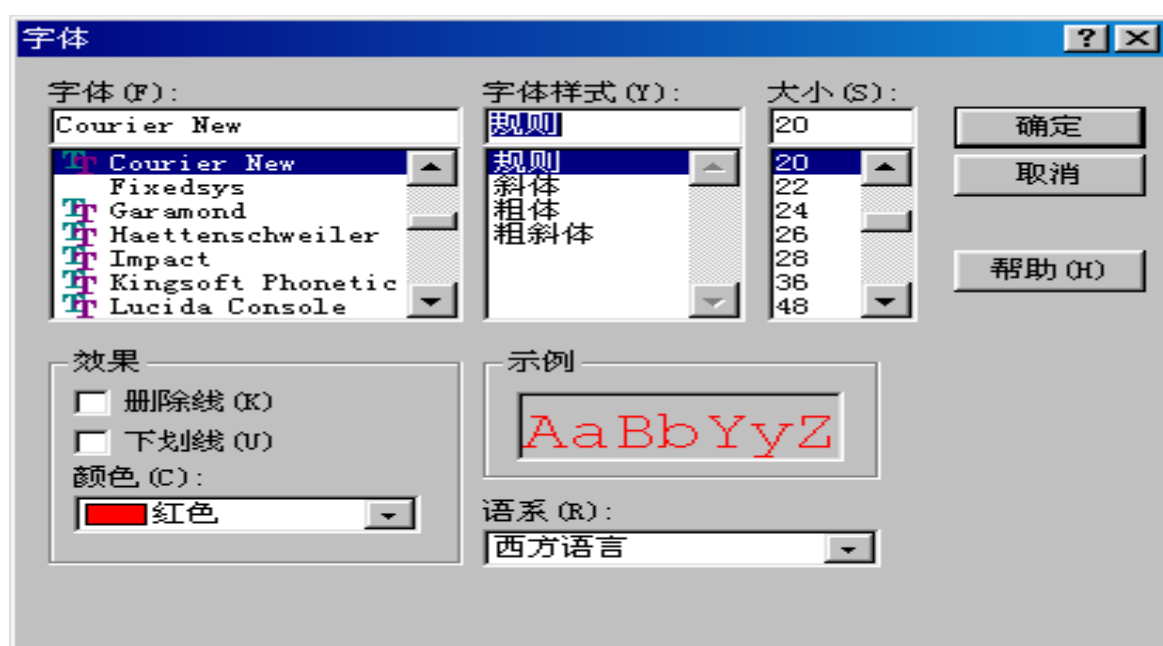 字体
字体(F):
Courier New
Courier New
Fixedsys
Garamond
Haettenschweiler
Impact
Kingsoft Phonetic
Lucida Console
字体样式(Y):
规则
规则
斜体
粗体
粗斜体
大小(S):
20
20
22
24
26
28
36
48
确定
取消
帮助(H)
效果
删除线(K)
下划线(U)
颜色(C):
红色
示例
AaBbYyZ
语系(R):
西方语言